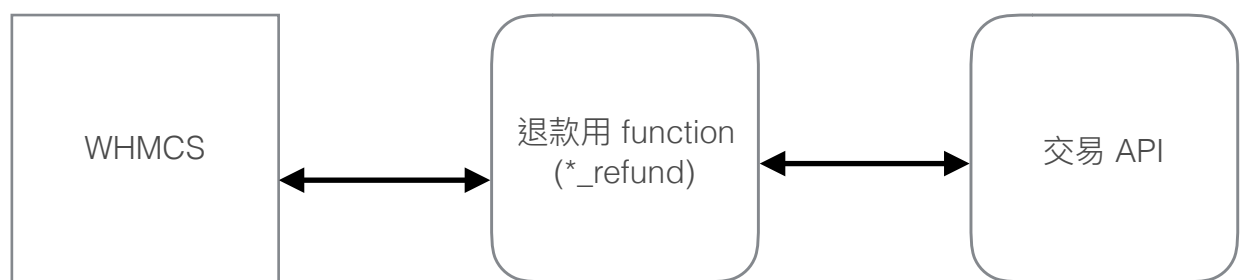 WHMCS
退款用 function
(*_refund)
交易 API